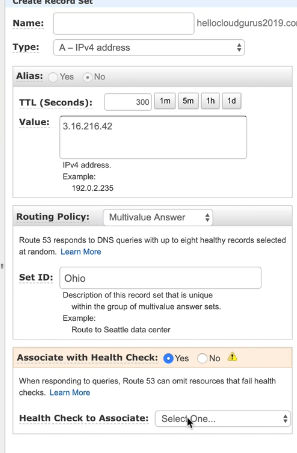 Create Record Set
Name: hellocloudgurus2019.co
Type: A – IPv4 address
Alias: Yes No
TTL (Seconds): 300 1m 5m 1h 1d
Value: 3.16.216.42
IPv4 address.
Example:
192.0.2.235
Routing Policy: Multivalue Answer
Route 53 responds to DNS queries with up to eight healthy records selected
at random. Learn More
Set ID: Ohio
Description of this record set that is unique
within the group of multivalue answer sets.
Example:
Route to Seattle data center
Associate with Health Check: Yes No
When responding to queries, Route 53 can omit resources that fail health
checks. Learn More
Health Check to Associate: Select One...